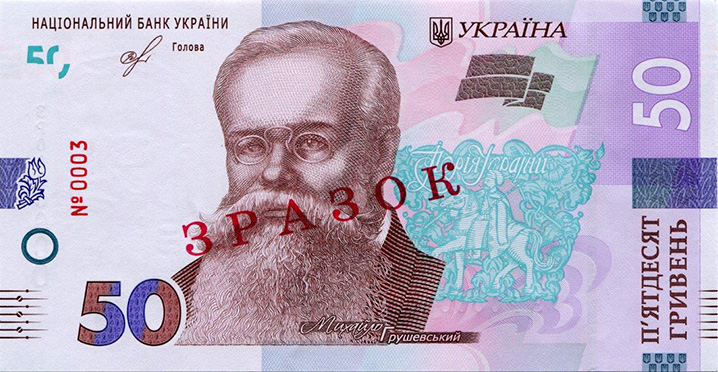 НАЦІОНАЛЬНИЙ БАНК УКРАЇНИ
Голова
УКРАЇНА
50
№ 0003
Історія України
ЗРАЗОК
50
Михайло Грушевський
П'ЯТДЕСЯТ
ГРИВЕНЬ